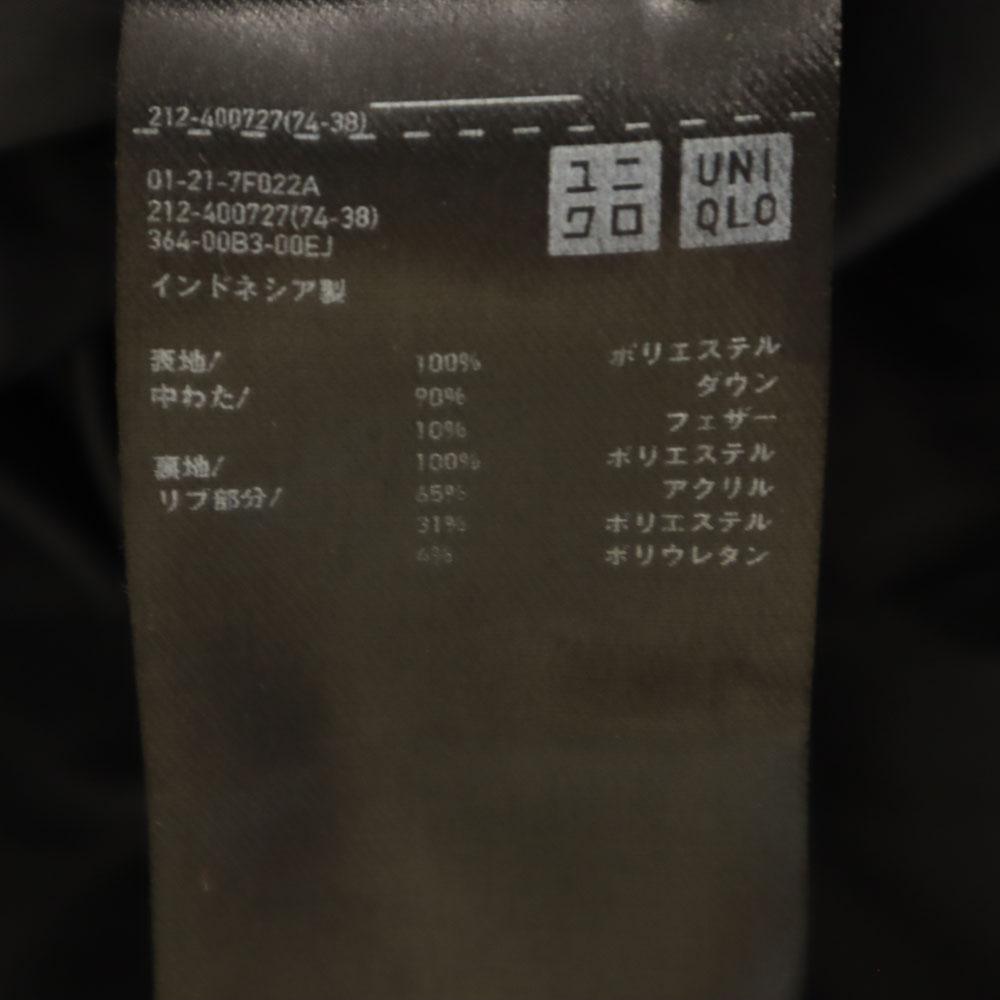 212-400727(74-38)
01-21-7F022A
212-400727(74-38)
364-00B3-00EJ
インドネシア製
ユニ
クロ
UNI
QLO
表地/ 100% ポリエステル
中わた/ 90% ダウン
10% フェザー
裏地/ 100% ポリエステル
リブ部分/ 65% アクリル
31% ポリエステル
4% ポリウレタン